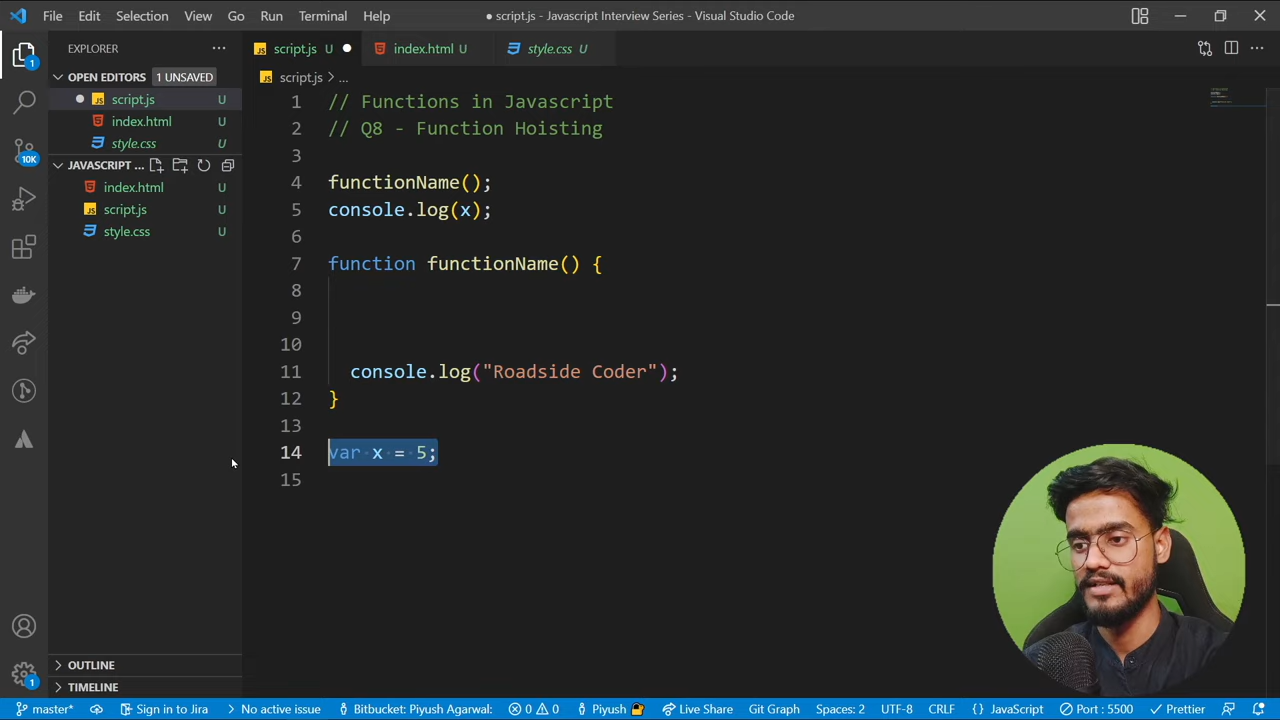 File Edit Selection View Go Run Terminal Help
● script.js - Javascript Interview Series - Visual Studio Code
EXPLORER
OPEN EDITORS 1 UNSAVED
script.js U
index.html U
style.css U
JAVASCRIPT ...
index.html U
script.js U
style.css U
OUTLINE
TIMELINE
1
10K
1
script.js U
index.html U
style.css U
script.js > ...
1 // Functions in Javascript
2 // Q8 - Function Hoisting
3
4 functionName();
5 console.log(x);
6
7 function functionName() {
8
9
10
11 console.log("Roadside Coder");
12 }
13
14 var x = 5;
15
master* Sign in to Jira No active issue Bitbucket: Piyush Agarwal: 0 0 Piyush Live Share Git Graph Spaces: 2 UTF-8 CRLF {} JavaScript Port : 5500 Prettier